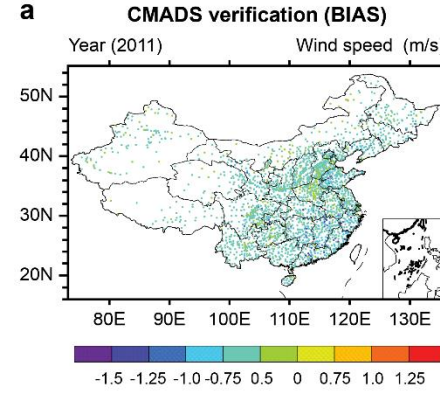 a
CMADS verification (BIAS)
Year (2011) Wind speed (m/s
50N
40N
30N
20N
80E 90E 100E 110E 120E 130E
-1.5 -1.25 -1.0 -0.75 0.5 0 0.75 1.0 1.25